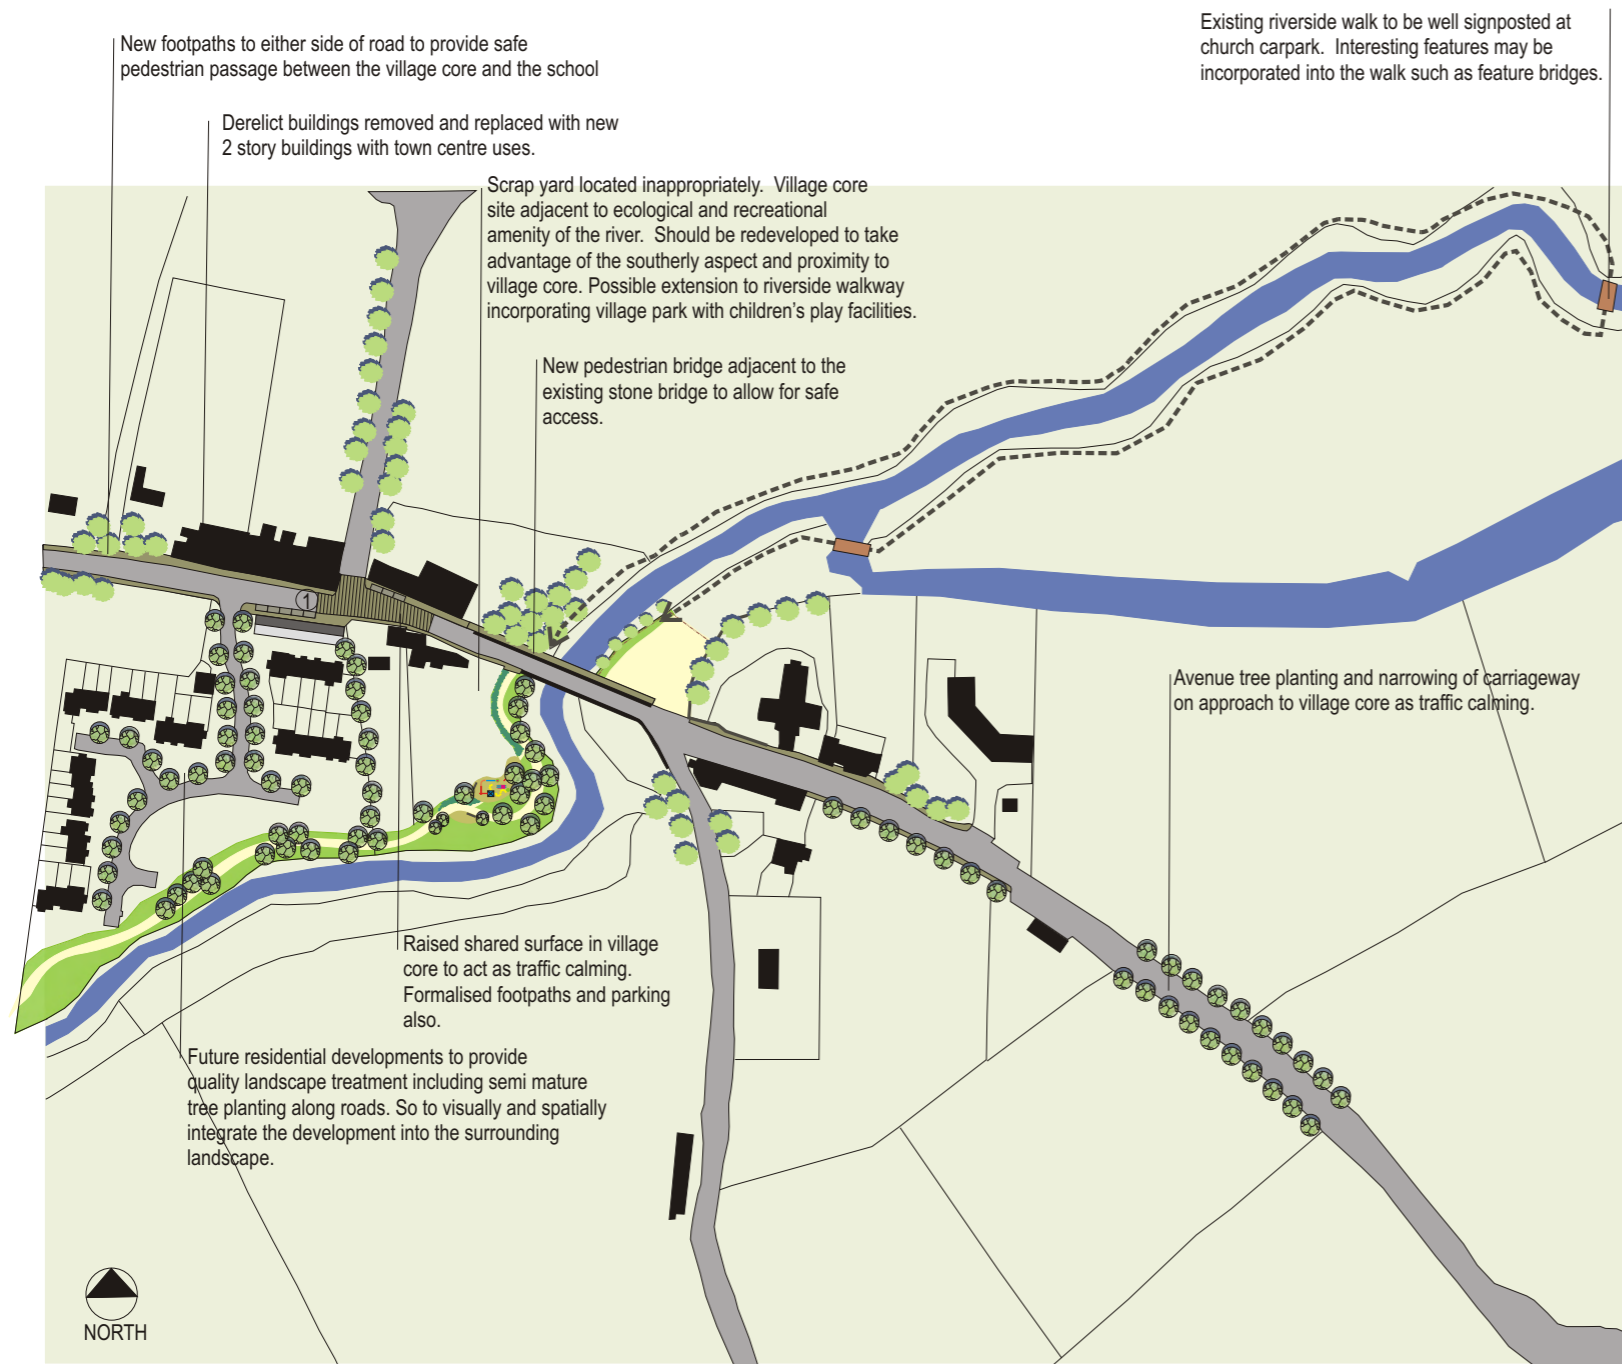 Existing riverside walk to be well signposted at
church carpark. Interesting features may be
incorporated into the walk such as feature bridges.
New footpaths to either side of road to provide safe
pedestrian passage between the village core and the school
Derelict buildings removed and replaced with new
2 story buildings with town centre uses.
Scrap yard located inappropriately. Village core
site adjacent to ecological and recreational
amenity of the river. Should be redeveloped to take
advantage of the southerly aspect and proximity to
village core. Possible extension to riverside walkway
incorporating village park with children's play facilities.
New pedestrian bridge adjacent to the
existing stone bridge to allow for safe
access.
1
Avenue tree planting and narrowing of carriageway
on approach to village core as traffic calming.
Raised shared surface in village
core to act as traffic calming.
Formalised footpaths and parking
also.
Future residential developments to provide
quality landscape treatment including semi mature
tree planting along roads. So to visually and spatially
integrate the development into the surrounding
landscape.
NORTH